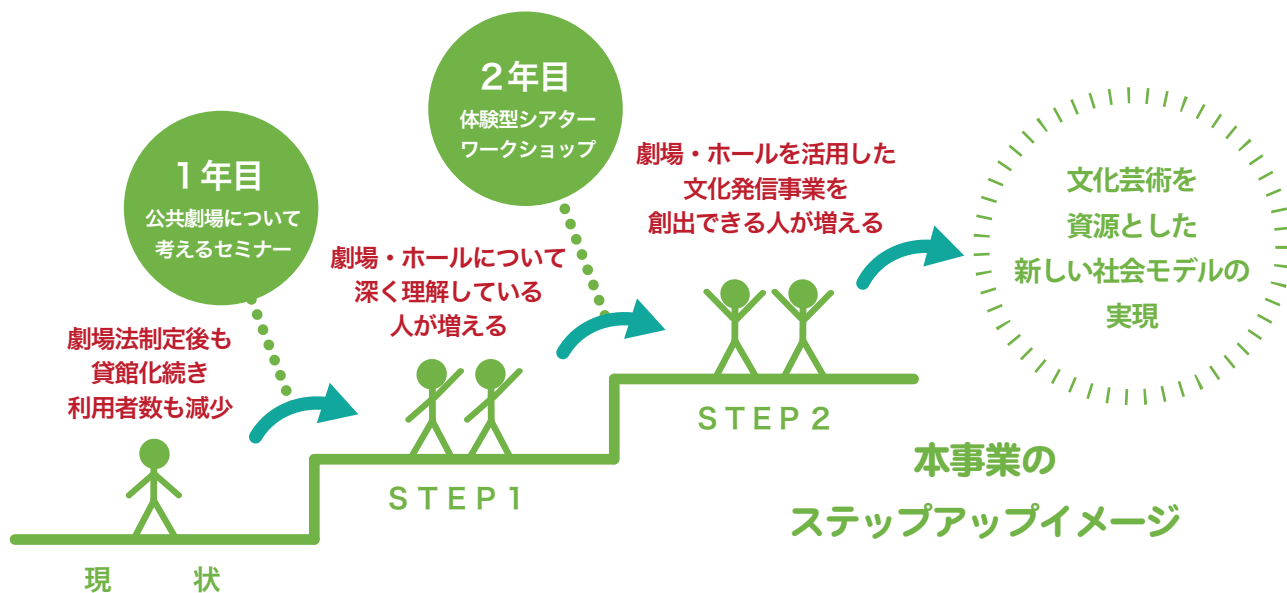 1年目
公共劇場について
考えるセミナー
2年目
体験型シアター
ワークショップ
劇場法制定後も
貸館化続き
利用者数も減少
劇場・ホールについて
深く理解している
人が増える
劇場・ホールを活用した
文化発信事業を
創出できる人が増える
文化芸術を
資源とした
新しい社会モデルの
実現
現　状
STEP1
STEP2
本事業の
ステップアップイメージ